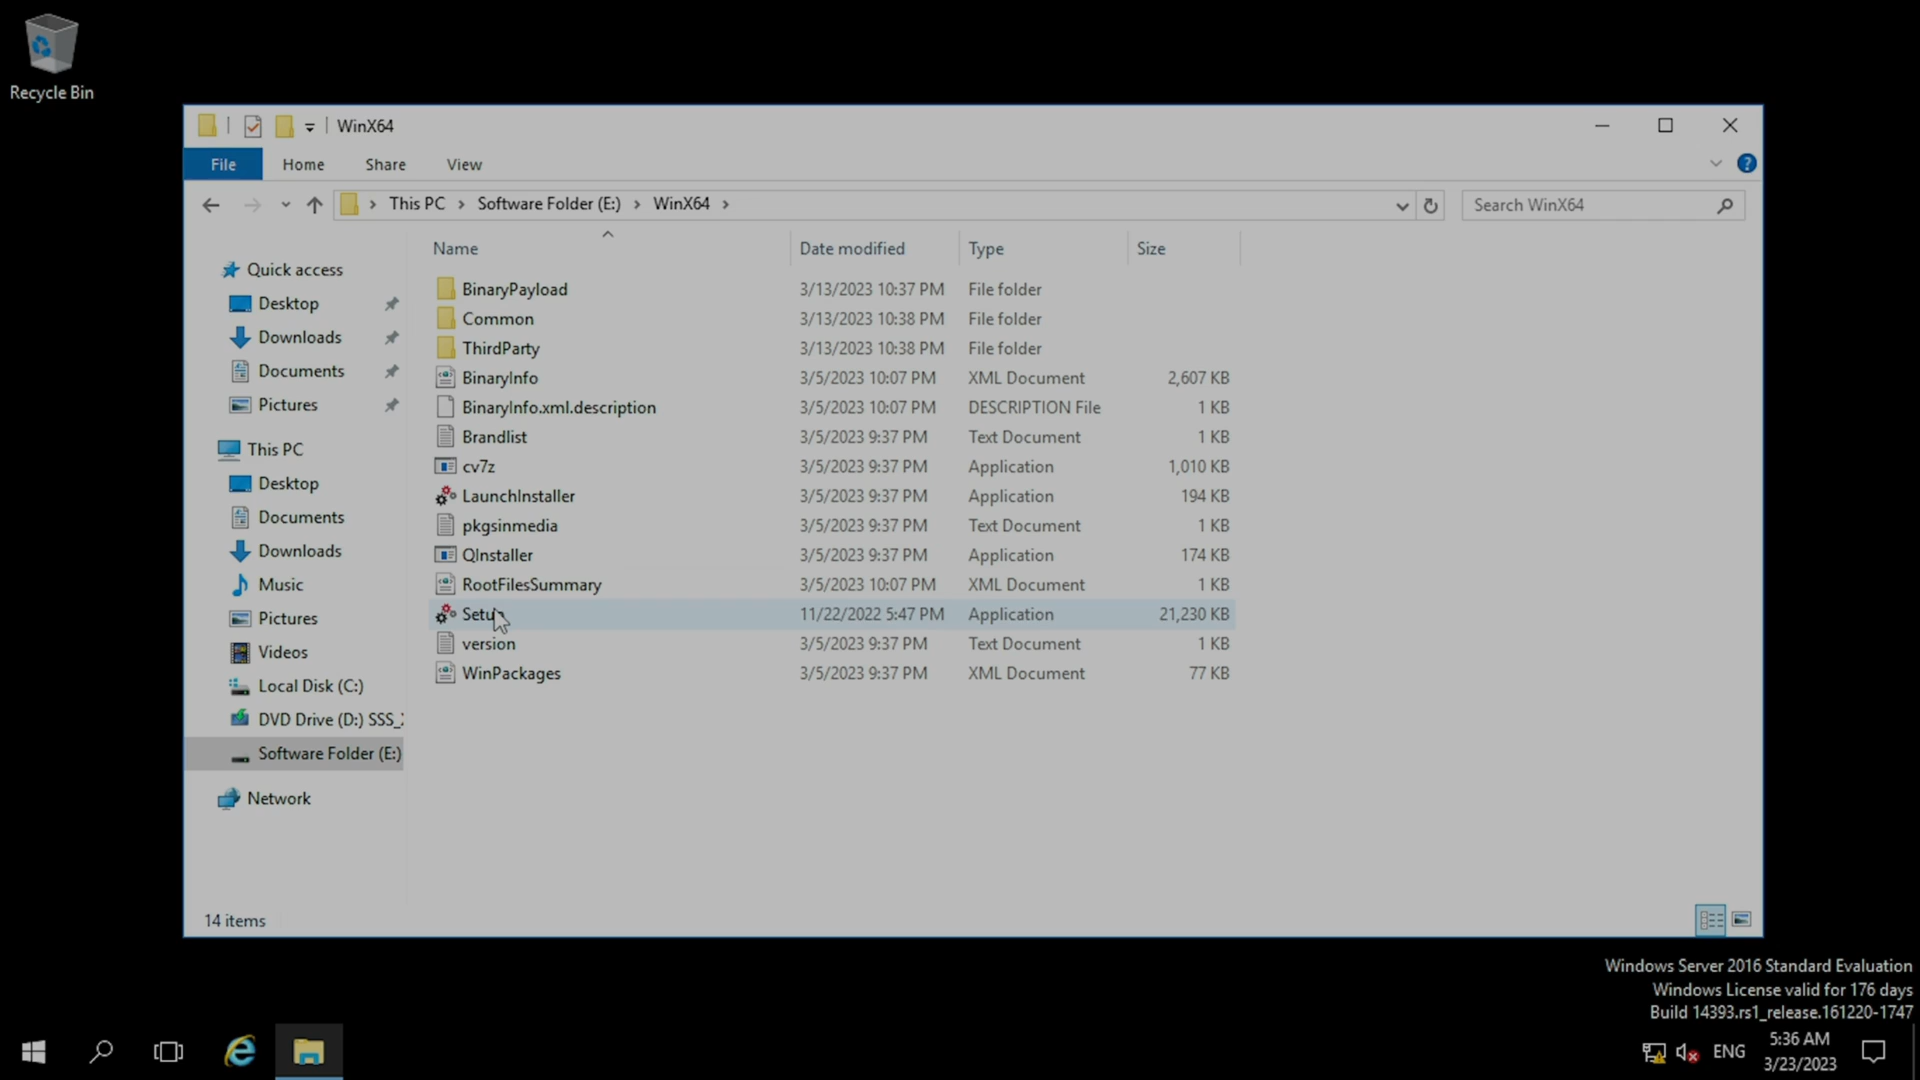 Recycle Bin
WinX64
File
Home
Share
View
This PC
Software Folder (E:)
WinX64
Search WinX64
Name
Date modified
Type
Size
Quick access
Desktop
Downloads
Documents
Pictures
This PC
Desktop
Documents
Downloads
Music
Pictures
Videos
Local Disk (C:)
DVD Drive (D:) SSS_
Software Folder (E:)
Network
BinaryPayload 3/13/2023 10:37 PM File folder
Common 3/13/2023 10:38 PM File folder
ThirdParty 3/13/2023 10:38 PM File folder
BinaryInfo 3/5/2023 10:07 PM XML Document 2,607 KB
BinaryInfo.xml.description 3/5/2023 10:07 PM DESCRIPTION File 1 KB
Brandlist 3/5/2023 9:37 PM Text Document 1 KB
cv7z 3/5/2023 9:37 PM Application 1,010 KB
LaunchInstaller 3/5/2023 9:37 PM Application 194 KB
pkgsinmedia 3/5/2023 9:37 PM Text Document 1 KB
QInstaller 3/5/2023 9:37 PM Application 174 KB
RootFilesSummary 3/5/2023 10:07 PM XML Document 1 KB
Setup 11/22/2022 5:47 PM Application 21,230 KB
version 3/5/2023 9:37 PM Text Document 1 KB
WinPackages 3/5/2023 9:37 PM XML Document 77 KB
14 items
Windows Server 2016 Standard Evaluation
Windows License valid for 176 days
Build 14393.rs1_release.161220-1747
ENG
5:36 AM
3/23/2023